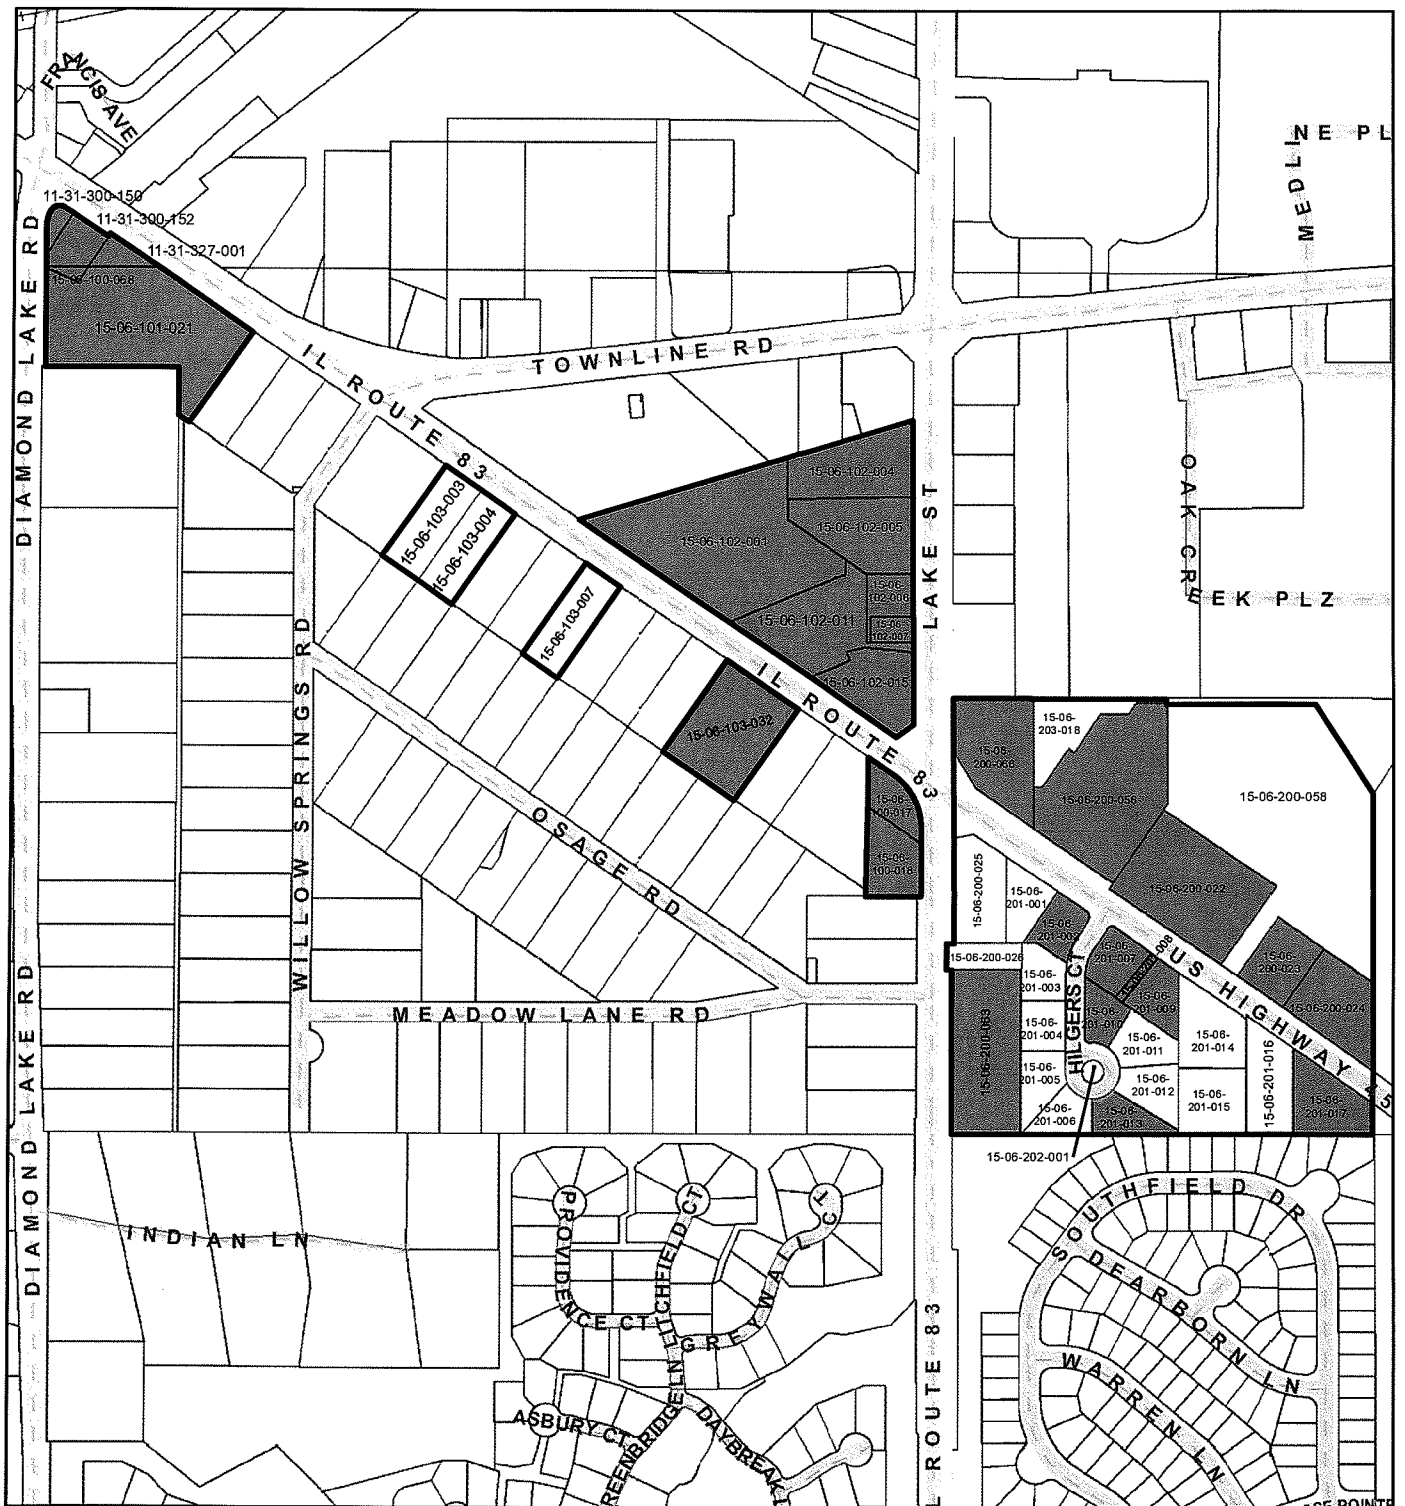 FRANCIS AVE
NE PL
MEDLI
11-31-300-150
11-31-300-152
11-31-327-001
DIAMOND LAKE RD
15-06-101-021
IL ROUTE 83
TOWNLINE RD
LAKE ST
OAK CREEK PLZ
15-06-102-004
15-06-102-005
15-06-102-001
15-06-
102-006
15-06-
102-007
15-06-102-011
15-06-102-015
15-06-103-003
15-06-103-004
15-06-103-007
15-06-103-032
IL ROUTE 83
15-06-
100-017
15-06-
100-018
WILLOW SPRINGS RD
OSAGE RD
MEADOW LANE RD
DIAMOND LAKE RD
15-06-
203-018
15-06-
200-066
15-06-200-056
15-06-200-058
15-06-200-025
15-06-
201-001
15-06-200-022
15-06-
201-007
15-06-
200-023
15-06-200-024
15-06-200-026
15-06-
201-003
15-06-
201-009
15-06-
201-010
15-06-
201-004
15-06-
201-011
15-06-
201-014
15-06-201-016
15-06-
201-005
15-06-
201-012
15-06-
201-015
15-06-
201-006
15-06-
201-013
15-06-
201-017
HILGERS CT
US HIGHWAY 45
15-06-202-001
INDIAN LN
PROVIDENCE CT
LITCHFIELD CT
GREYWALL CT
ASBURY CT
REENBRIDGE LN
DAYBREAK
L ROUTE 83
SOUTHFIELD DR
DEARBORN LN
WARREN LN